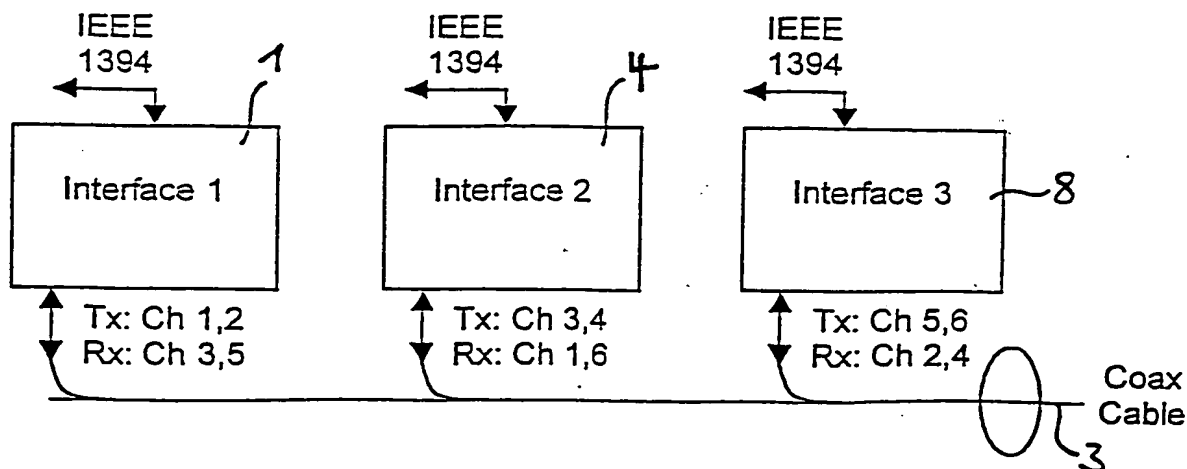 IEEE
1394
1
IEEE
1394
4
IEEE
1394
Interface 1
Interface 2
Interface 3
8
Tx: Ch 1,2
Rx: Ch 3,5
Tx: Ch 3,4
Rx: Ch 1,6
Tx: Ch 5,6
Rx: Ch 2,4
Coax
Cable
3